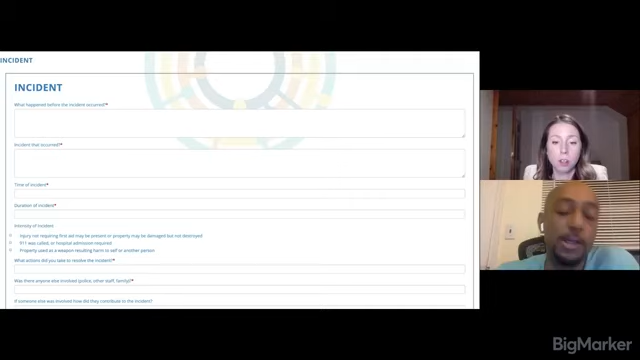 INCIDENT
INCIDENT
What happened before the incident occurred?*
Incident that occurred?*
Time of Incident*
Duration of Incident*
Intensity of Incident
Injury not requiring first aid may be present or property may be damaged but not destroyed
911 was called, or hospital admission required
Property used as a weapon resulting harm to self or another person
What actions did you take to resolve the incident?*
Was there anyone else involved (police, other staff, family)?*
If someone else was involved how did they contribute in the incident?
BigMarker